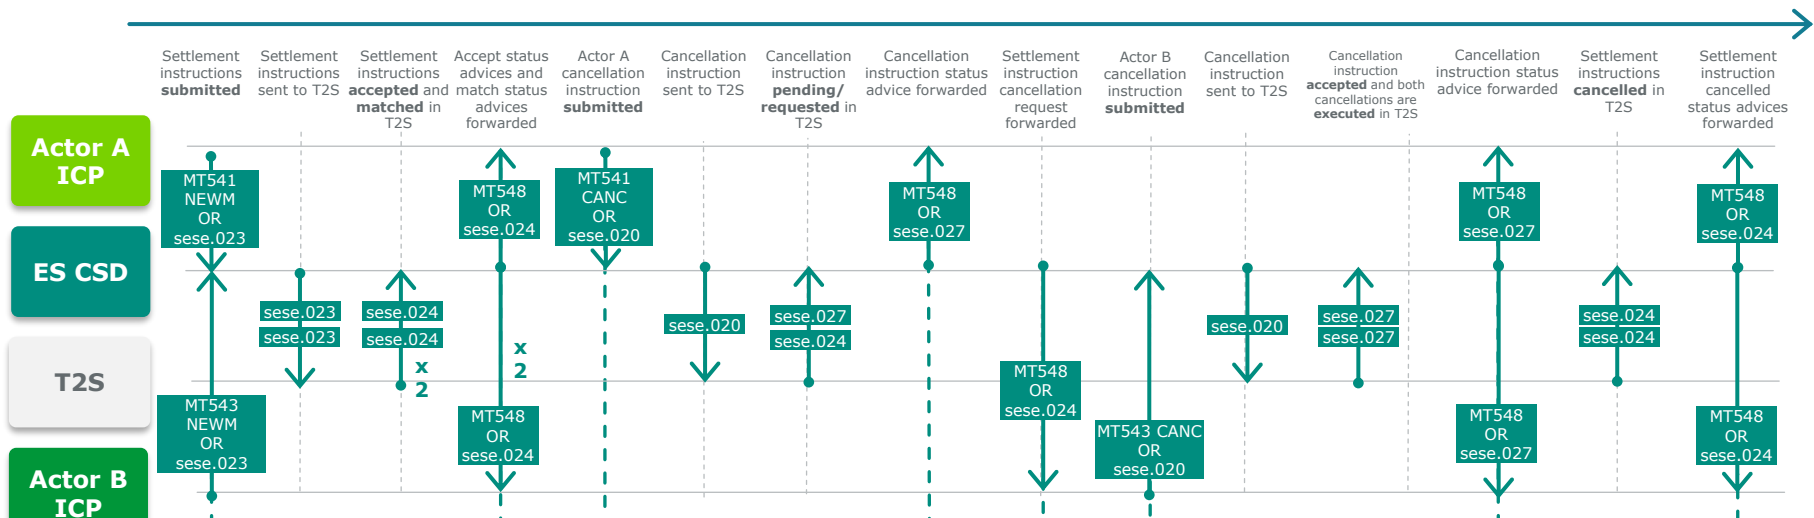 Settlement
instructions
submitted
Settlement
instructions
sent to T2S
Settlement
instructions
accepted and
matched in
T2S
Accept status
advices and
match status
advices
forwarded
Actor A
cancellation
instruction
submitted
Cancellation
instruction
sent to T2S
Cancellation
instruction
pending/
requested in
T2S
Cancellation
instruction status
advice forwarded
Settlement
instruction
cancellation
request
forwarded
Actor B
cancellation
instruction
submitted
Cancellation
instruction
sent to T2S
Cancellation
instruction
accepted and both
cancellations are
executed in T2S
Cancellation
instruction status
advice forwarded
Settlement
instructions
cancelled in
T2S
Settlement
instruction
cancelled
status advices
forwarded
Actor A
ICP
MT541
NEWM
OR
sese.023
MT548
OR
sese.024
MT541
CANC
OR
sese.020
MT548
OR
sese.027
MT548
OR
sese.027
MT548
OR
sese.024
ES CSD
sese.023
sese.023
sese.024
sese.024
x
2
x
2
sese.020
sese.027
sese.024
sese.020
sese.027
sese.027
sese.024
sese.024
T2S
MT543
NEWM
OR
sese.023
MT548
OR
sese.024
MT548
OR
sese.024
MT543 CANC
OR
sese.020
MT548
OR
sese.027
MT548
OR
sese.024
Actor B
ICP